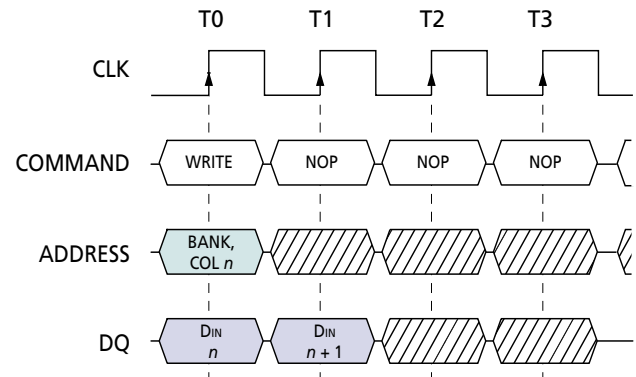 T0 T1 T2 T3
CLK
COMMAND WRITE NOP NOP NOP
ADDRESS BANK,
COL n
DQ DIN DIN
n n + 1